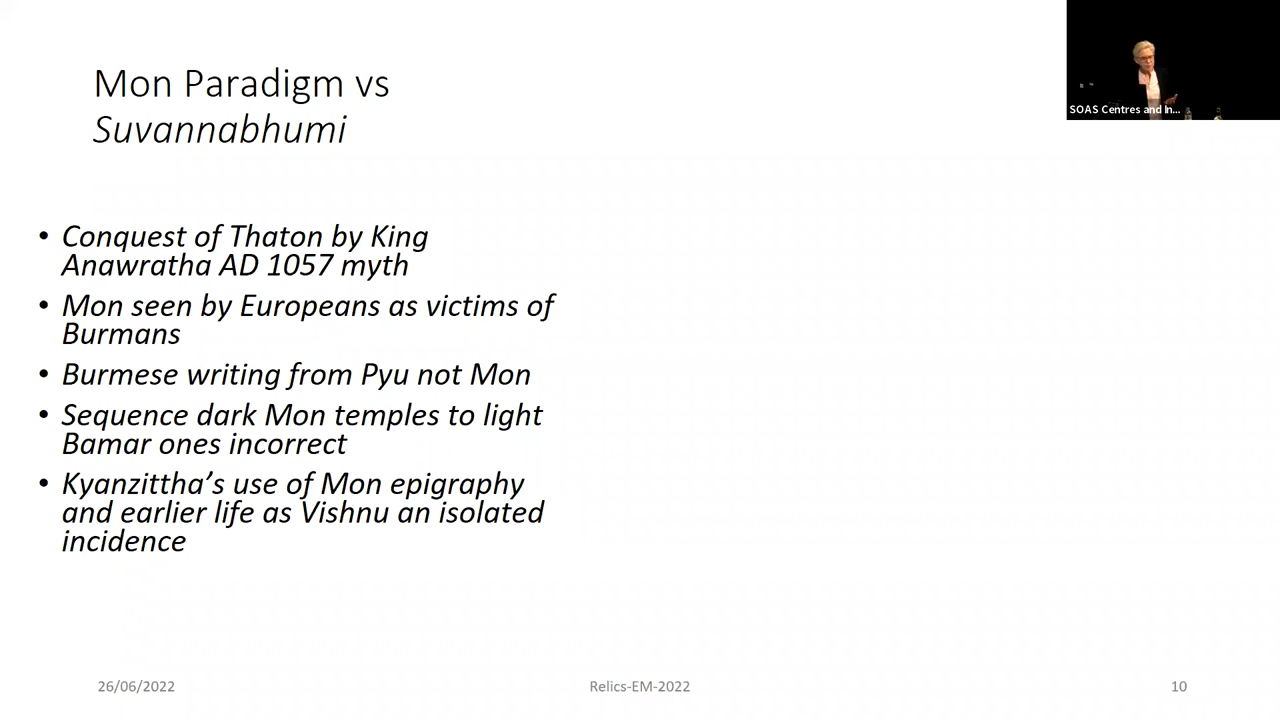 Mon Paradigm vs
Suvannabhumi
SOAS Centres and In...
• Conquest of Thaton by King
Anawratha AD 1057 myth
• Mon seen by Europeans as victims of
Burmans
• Burmese writing from Pyu not Mon
• Sequence dark Mon temples to light
Bamar ones incorrect
• Kyanzittha’s use of Mon epigraphy
and earlier life as Vishnu an isolated
incidence
26/06/2022
Relics-EM-2022
10